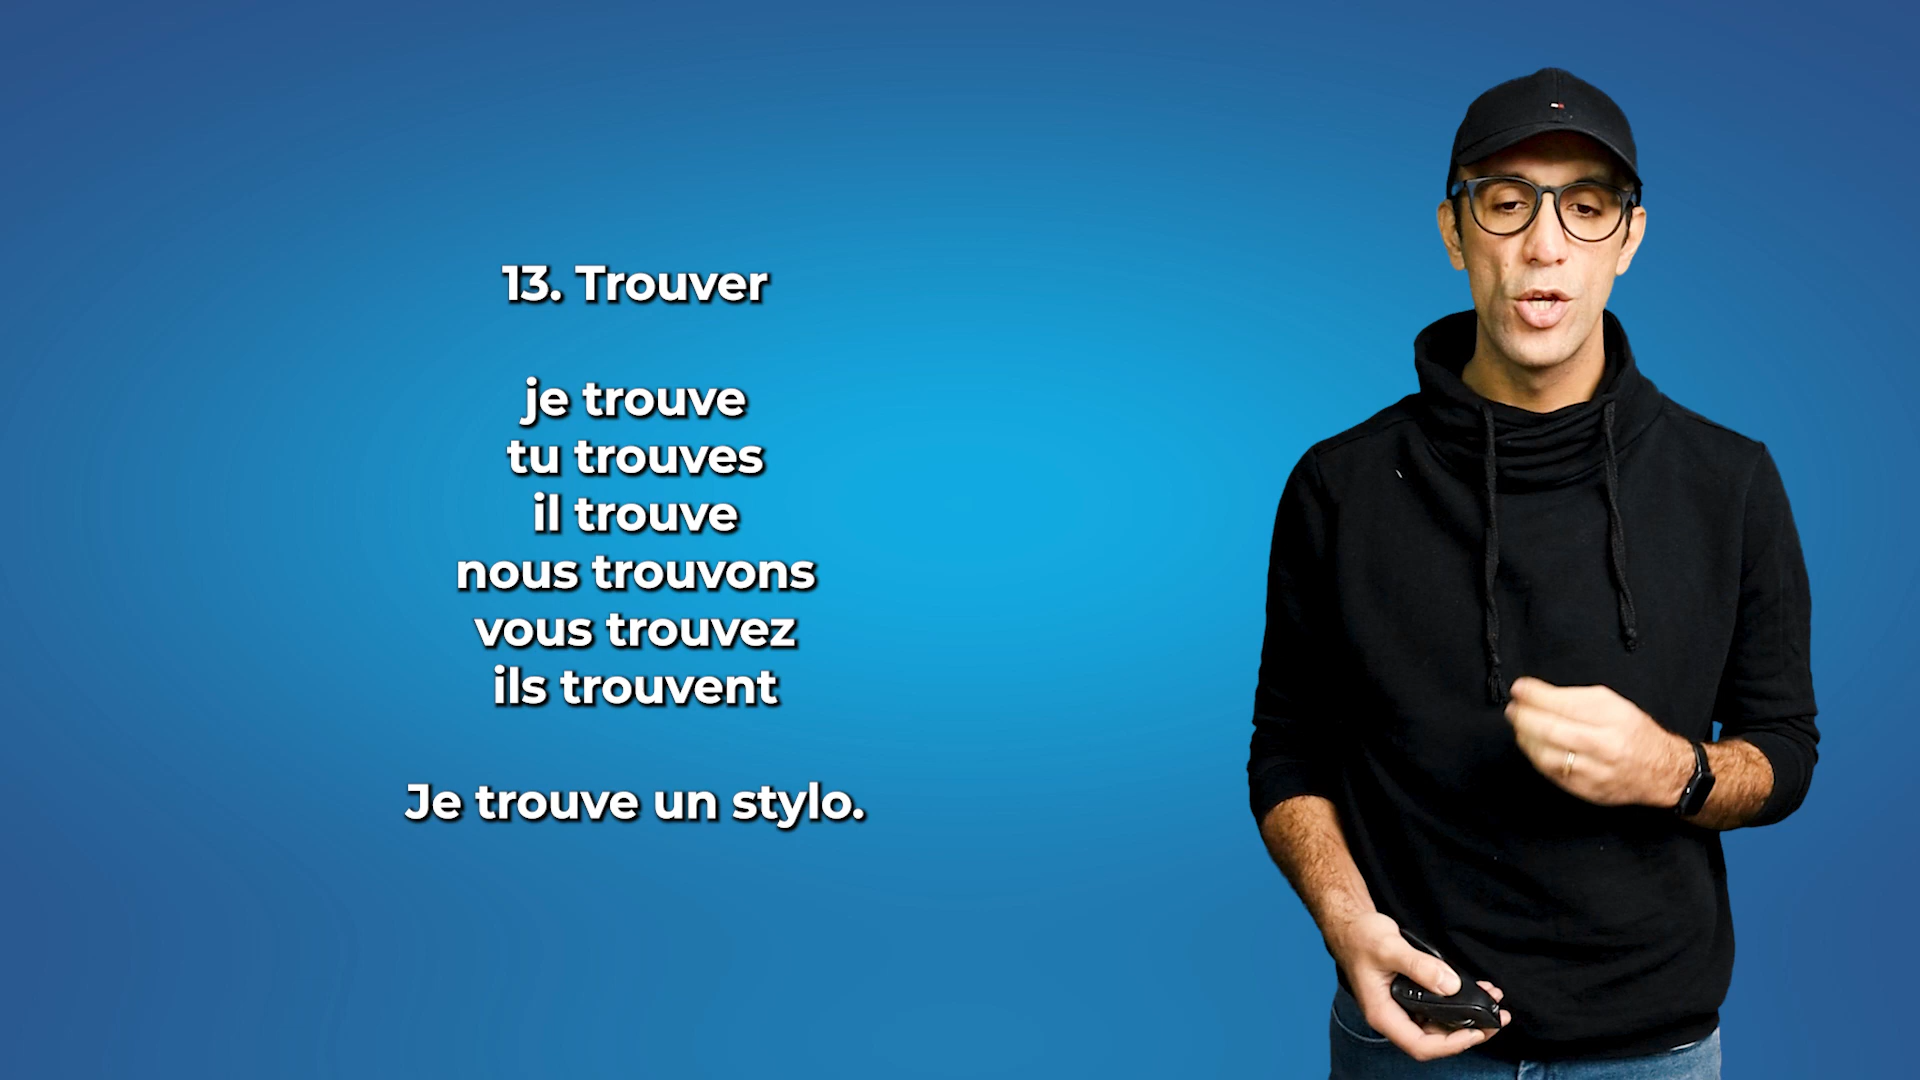 13. Trouver
je trouve
tu trouves
il trouve
nous trouvons
vous trouvez
ils trouvent
Je trouve un stylo.